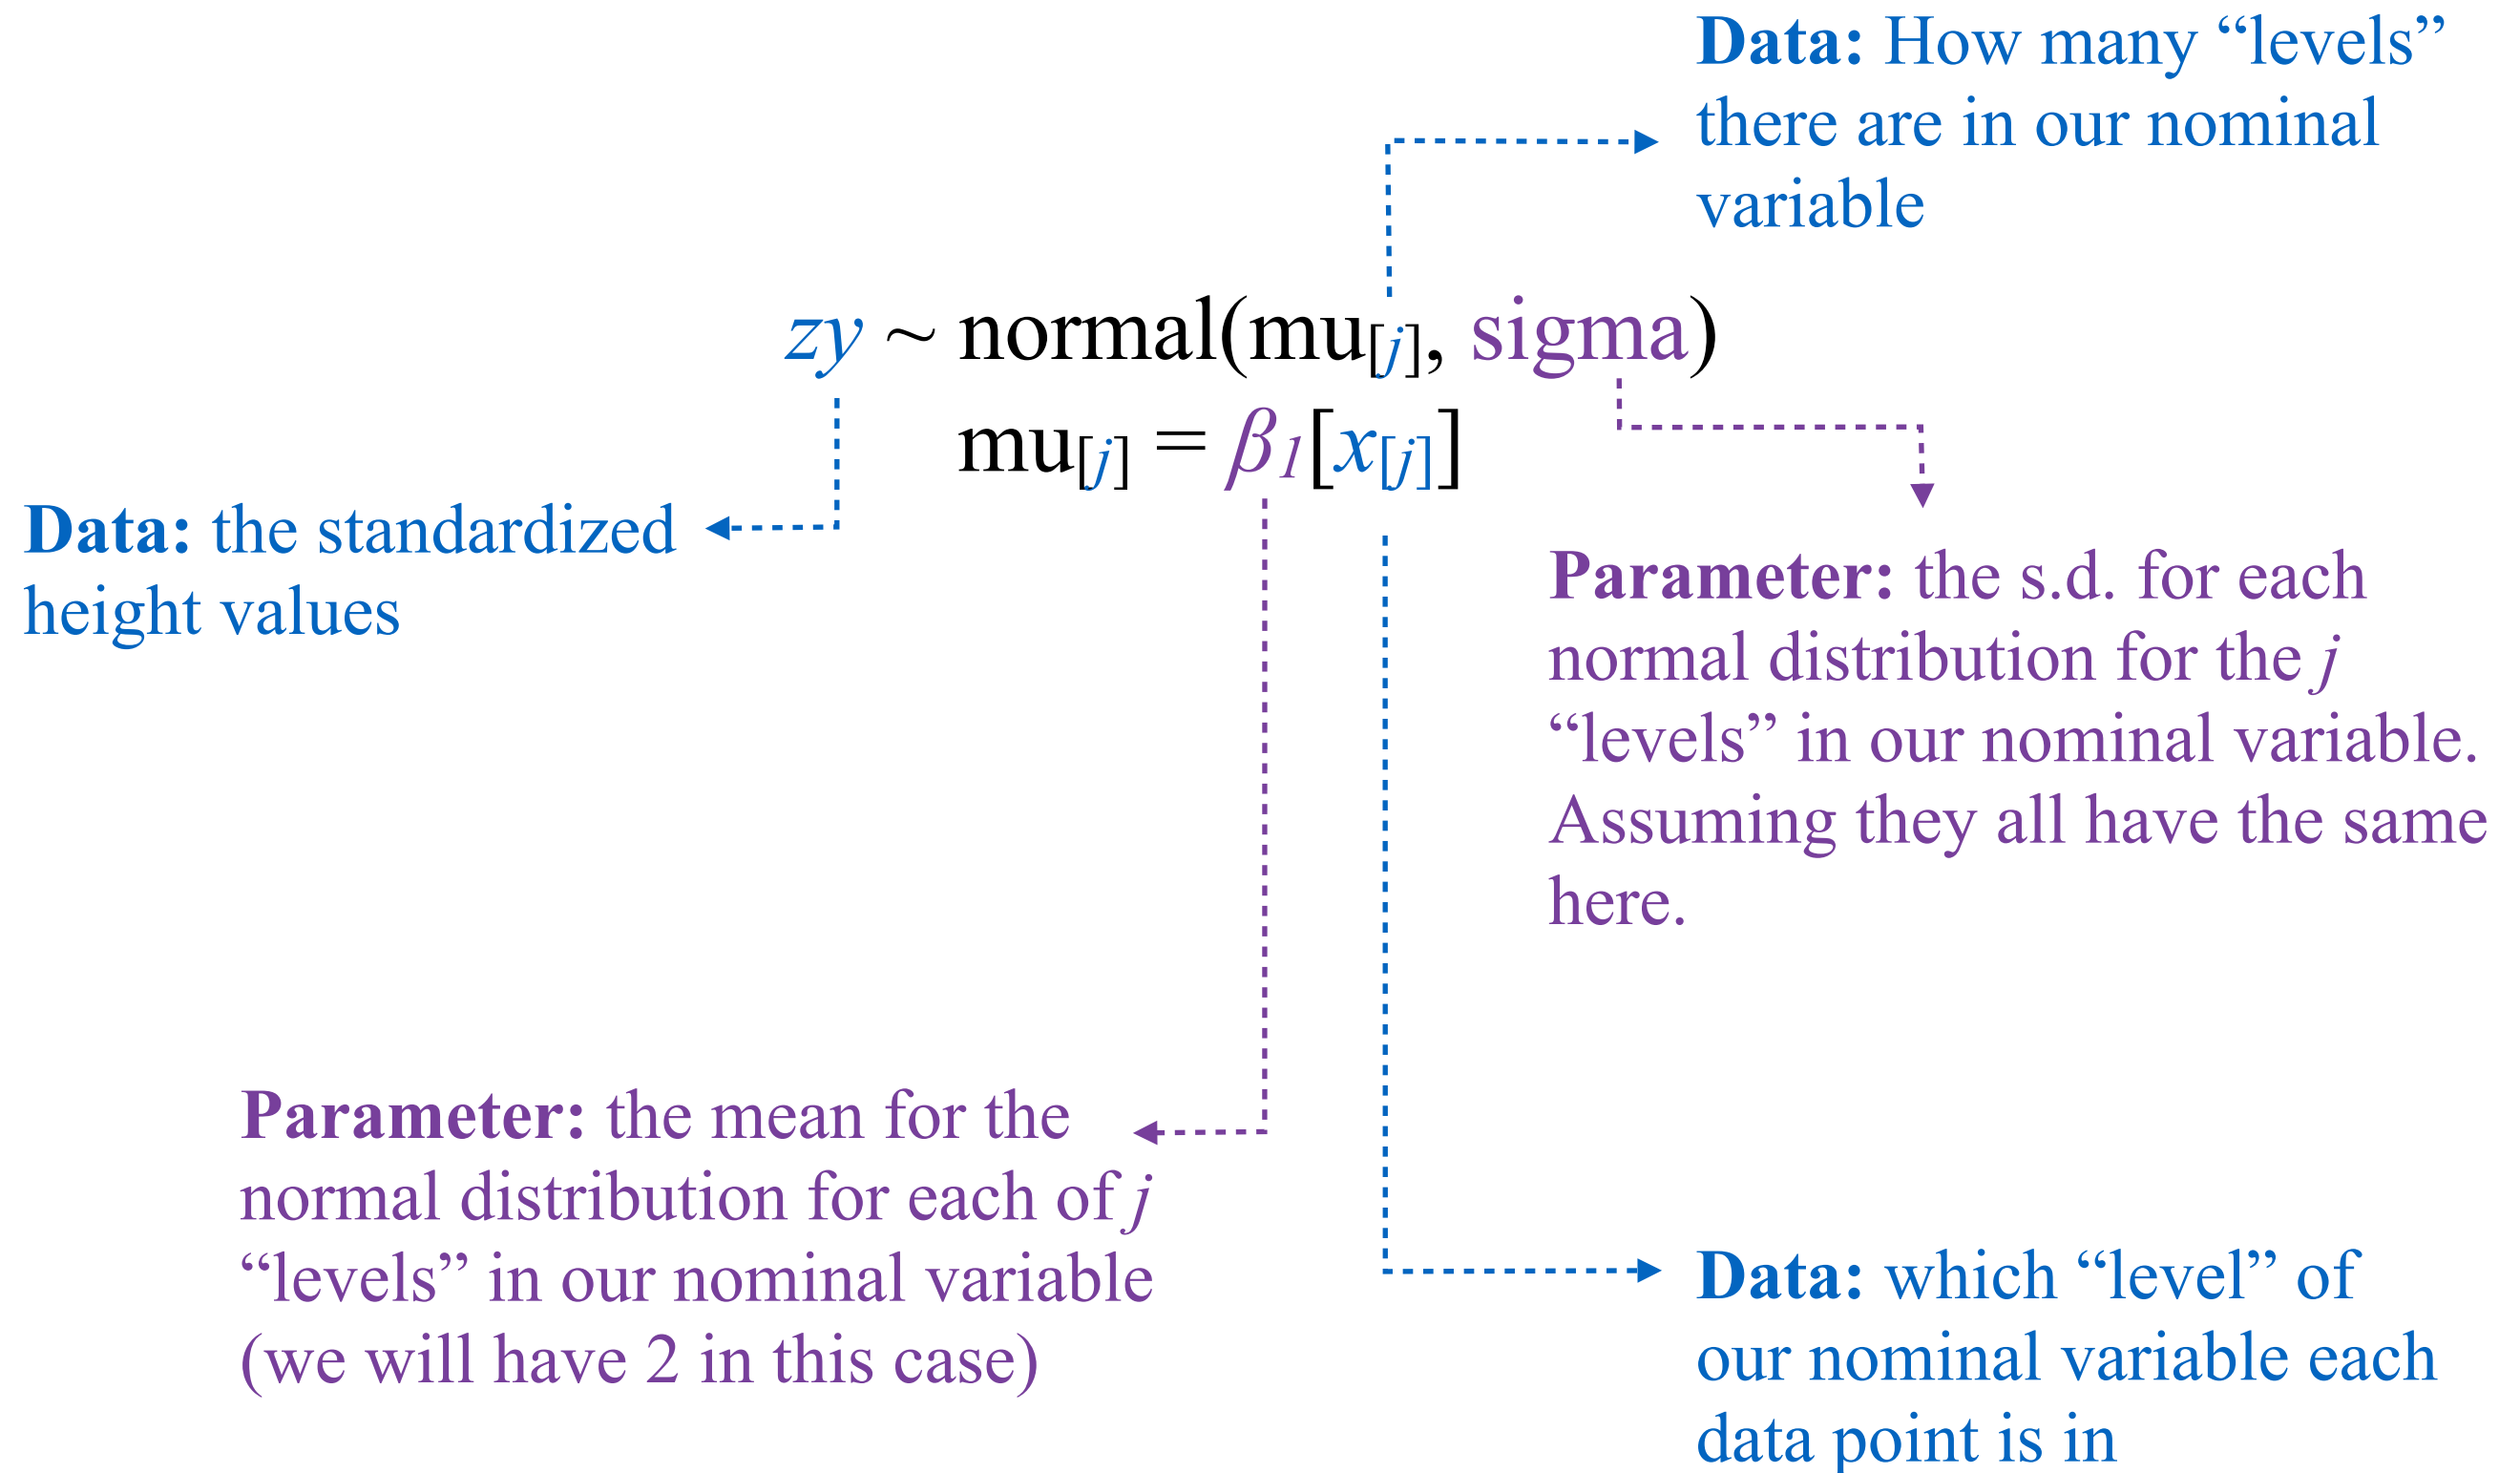 Data: How many “levels”
there are in our nominal
variable
zy ~ normal(mu[j], sigma)
mu[j] = β1[x[j]]
Data: the standardized
height values
Parameter: the s.d. for each
normal distribution for the j
“levels” in our nominal variable.
Assuming they all have the same
here.
Parameter: the mean for the
normal distribution for each of j
“levels” in our nominal variable
(we will have 2 in this case)
Data: which “level” of
our nominal variable each
data point is in